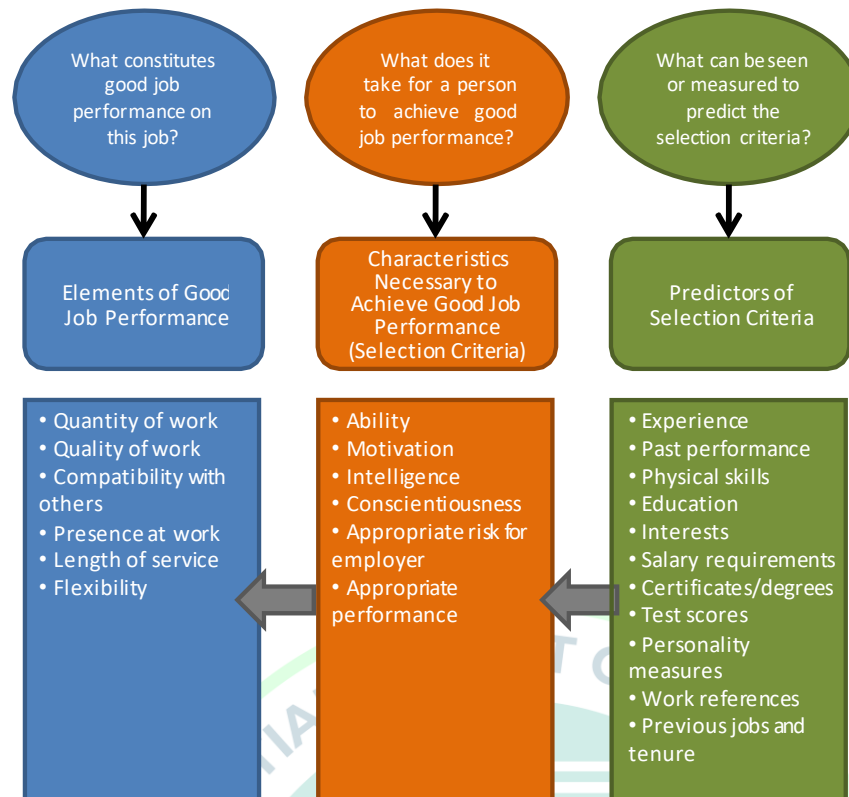 What constitutes
good job
performance on
this job?
What does it
take for a person
to achieve good
job performance?
What can be seen
or measured to
predict the
selection criteria?
Elements of Good
Job Performance
Characteristics
Necessary to
Achieve Good Job
Performance
(Selection Criteria)
Predictors of
Selection Criteria
• Quantity of work
• Quality of work
• Compatibility with
others
• Presence at work
• Length of service
• Flexibility
• Ability
• Motivation
• Intelligence
• Conscientiousness
• Appropriate risk for
employer
• Appropriate
performance
• Experience
• Past performance
• Physical skills
• Education
• Interests
• Salary requirements
• Certificates/degrees
• Test scores
• Personality
measures
• Work references
• Previous jobs and
tenure